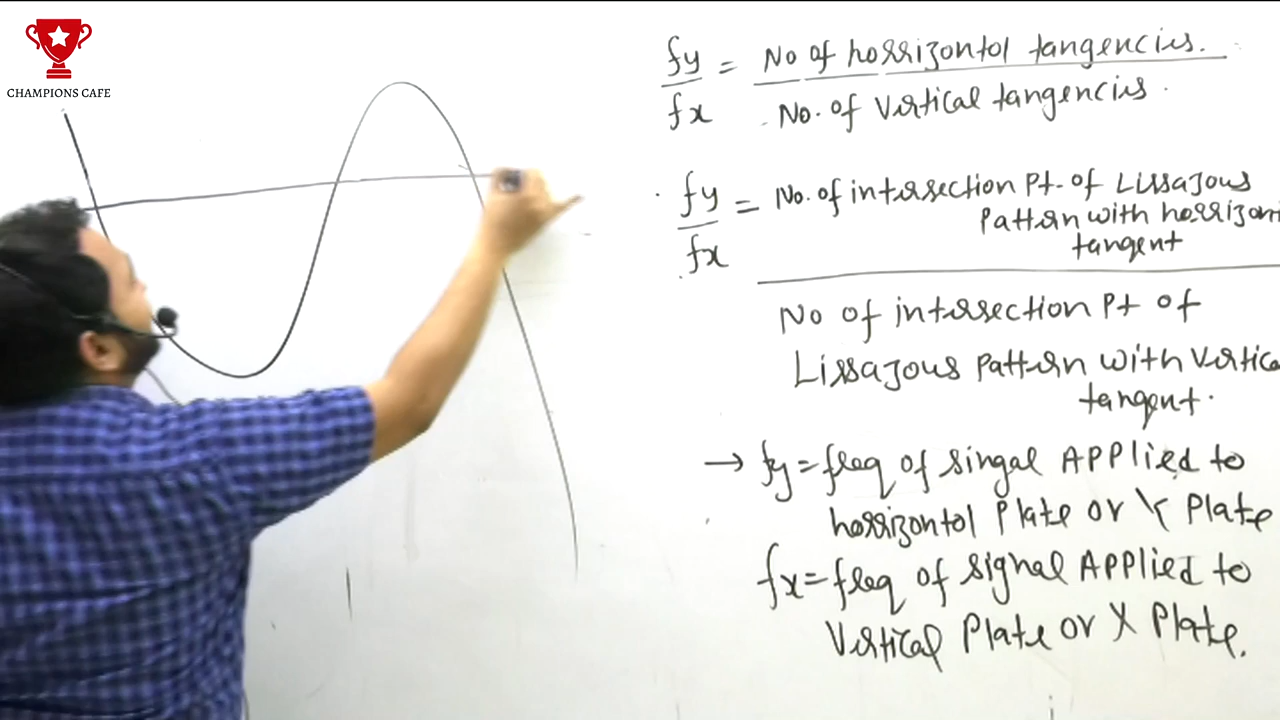 CHAMPIONS CAFE
fy/fx = No of horrizontol tangencies.
No. of Vertical tangencies.
fy/fx = No. of intersection Pt. of Lissajous
Pattern with horrizon
tangent
No of intersection Pt of
Lissajous Pattern with Vertica
tangent.
→ fy = freq of singal APPlied to
horrizontol Plate or Y Plate
fx = freq of signal APPlied to
Vertical Plate or X Plate.